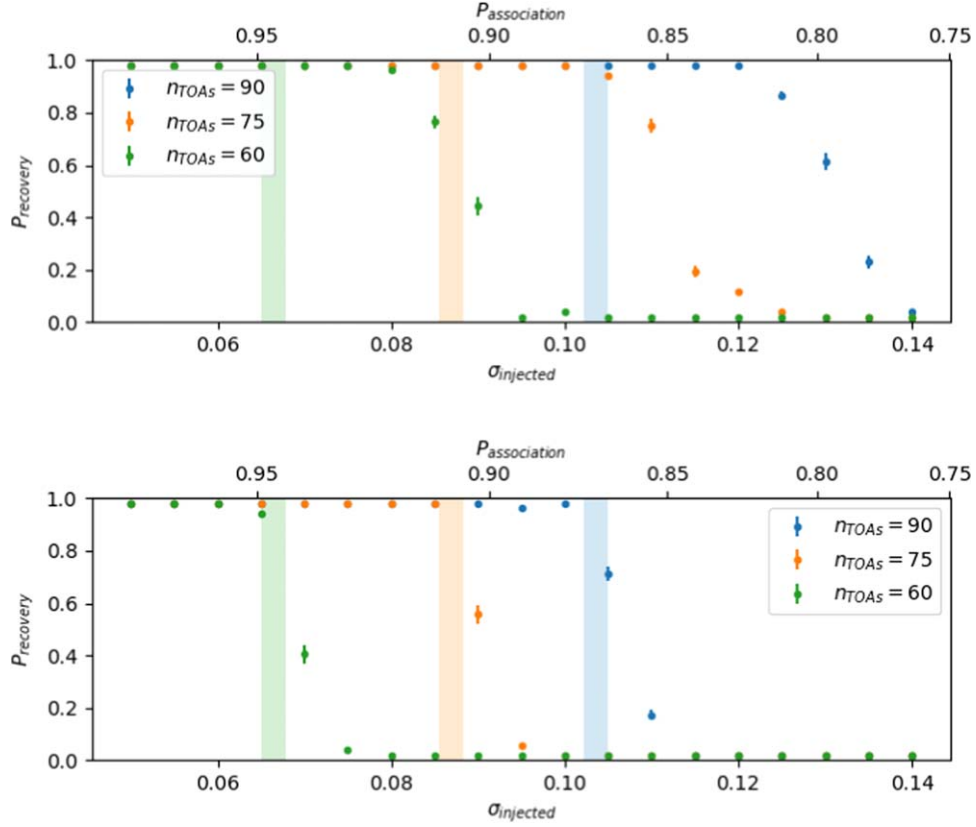 P_association
0.95 0.90 0.85 0.80 0.75
1.0
n_TOAs = 90
0.8
n_TOAs = 75
n_TOAs = 60
0.6
P_recovery
0.4
0.2
0.0
0.06 0.08 0.10 0.12 0.14
σ_injected
P_association
0.95 0.90 0.85 0.80 0.75
1.0
n_TOAs = 90
0.8
n_TOAs = 75
n_TOAs = 60
0.6
P_recovery
0.4
0.2
0.0
0.06 0.08 0.10 0.12 0.14
σ_injected